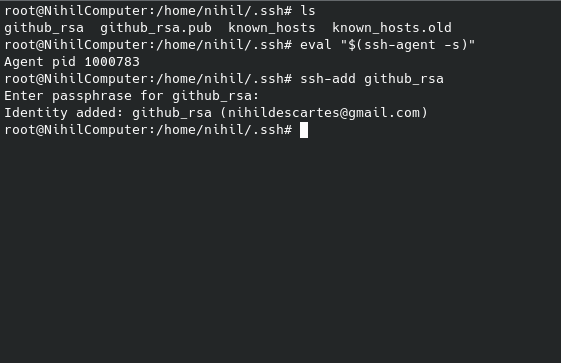 root@NihilComputer:/home/nihil/.ssh# ls
github_rsa  github_rsa.pub  known_hosts  known_hosts.old
root@NihilComputer:/home/nihil/.ssh# eval "$(ssh-agent -s)"
Agent pid 1000783
root@NihilComputer:/home/nihil/.ssh# ssh-add github_rsa
Enter passphrase for github_rsa:
Identity added: github_rsa (nihildescartes@gmail.com)
root@NihilComputer:/home/nihil/.ssh#